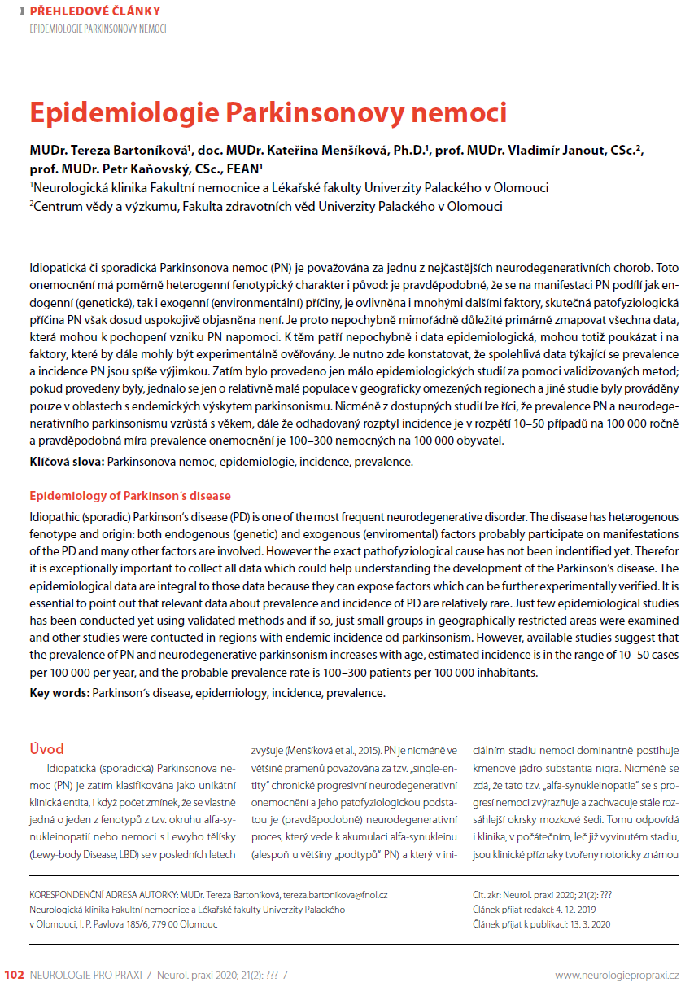 PŘEHLEDOVÉ ČLÁNKY
EPIDEMIOLOGIE PARKINSONOVY NEMOCI
Epidemiologie Parkinsonovy nemoci
MUDr. Tereza Bartoníková¹, doc. MUDr. Kateřina Menšíková, Ph.D.¹, prof. MUDr. Vladimír Janout, CSc.²,
prof. MUDr. Petr Kaňovský, CSc., FEAN¹
¹Neurologická klinika Fakultní nemocnice a Lékařské fakulty Univerzity Palackého v Olomouci
²Centrum vědy a výzkumu, Fakulta zdravotních věd Univerzity Palackého v Olomouci
Idiopatická či sporadická Parkinsonova nemoc (PN) je považována za jednu z nejčastějších neurodegenerativních chorob. Toto
onemocnění má poměrně heterogenní fenotypický charakter i původ: je pravděpodobné, že se na manifestaci PN podílí jak en-
dogenní (genetické), tak i exogenní (environmentální) příčiny, je ovlivněna i mnohými dalšími faktory, skutečná patofyziologická
příčina PN však dosud uspokojivě objasněna není. Je proto nepochybně mimořádně důležité primárně zmapovat všechna data,
která mohou k pochopení vzniku PN napomoci. K těm patří nepochybně i data epidemiologická, mohou totiž poukázat i na
faktory, které by dále mohly být experimentálně ověřovány. Je nutno zde konstatovat, že spolehlivá data týkající se prevalence
a incidence PN jsou spíše výjimkou. Zatím bylo provedeno jen málo epidemiologických studií za pomoci validizovaných metod;
pokud provedeny byly, jednalo se jen o relativně malé populace v geograficky omezených regionech a jiné studie byly prováděny
pouze v oblastech s endemických výskytem parkinsonismu. Nicméně z dostupných studií lze říci, že prevalence PN a neurodege-
nerativního parkinsonismu vzrůstá s věkem, dále že odhadovaný rozptyl incidence je v rozpětí 10–50 případů na 100 000 ročně
a pravděpodobná míra prevalence onemocnění je 100–300 nemocných na 100 000 obyvatel.
Klíčová slova: Parkinsonova nemoc, epidemiologie, incidence, prevalence.
Epidemiology of Parkinson´s disease
Idiopathic (sporadic) Parkinson’s disease (PD) is one of the most frequent neurodegenerative disorder. The disease has heterogenous
fenotype and origin: both endogenous (genetic) and exogenous (enviromental) factors probably participate on manifestations
of the PD and many other factors are involved. However the exact pathofyziological cause has not been indentified yet. Therefor
it is exceptionally important to collect all data which could help understanding the development of the Parkinson’s disease. The
epidemiological data are integral to those data because they can expose factors which can be further experimentally verified. It is
essential to point out that relevant data about prevalence and incidence of PD are relatively rare. Just few epidemiological studies
has been conducted yet using validated methods and if so, just small groups in geographically restricted areas were examined
and other studies were contucted in regions with endemic incidence od parkinsonism. However, available studies suggest that
the prevalence of PN and neurodegenerative parkinsonism increases with age, estimated incidence is in the range of 10–50 cases
per 100 000 per year, and the probable prevalence rate is 100–300 patients per 100 000 inhabitants.
Key words: Parkinson´s disease, epidemiology, incidence, prevalence.
Úvod
Idiopatická (sporadická) Parkinsonova ne-
moc (PN) je zatím klasifikována jako unikátní
klinická entita, i když počet zmínek, že se vlastně
jedná o jeden z fenotypů z tzv. okruhu alfa-sy-
nukleinopatií nebo nemoci s Lewyho tělísky
(Lewy-body Disease, LBD) se v posledních letech
zvyšuje (Menšíková et al., 2015). PN je nicméně ve
většině pramenů považována za tzv. „single-en-
tity“ chronické progresivní neurodegenerativní
onemocnění a jeho patofyziologickou podsta-
tou je (pravděpodobně) neurodegenerativní
proces, který vede k akumulaci alfa-synukleinu
(alespoň u většiny „podtypů“ PN) a který v ini-
ciálním stadiu nemoci dominantně postihuje
kmenové jádro substantia nigra. Nicméně se
zdá, že tato tzv. „alfa-synukleinopatie“ se s pro-
gresí nemoci zvýrazňuje a zachvacuje stále roz-
sáhlejší okrsky mozkové šedi. Tomu odpovídá
i klinika, v počátečním, leč již vyvinutém stadiu,
jsou klinické příznaky tvořeny notoricky známou
KORESPONDENČNÍ ADRESA AUTORKY: MUDr. Tereza Bartoníková, tereza.bartonikova@fnol.cz
Neurologická klinika Fakultní nemocnice a Lékařské fakulty Univerzity Palackého
v Olomouci, I. P. Pavlova 185/6, 779 00 Olomouc
Cit. zkr: Neurol. praxi 2020; 21(2): ???
Článek přijat redakcí: 4. 12. 2019
Článek přijat k publikaci: 13. 3. 2020
102 NEUROLOGIE PRO PRAXI / Neurol. praxi 2020; 21(2): ??? /
www.neurologiepropraxi.cz